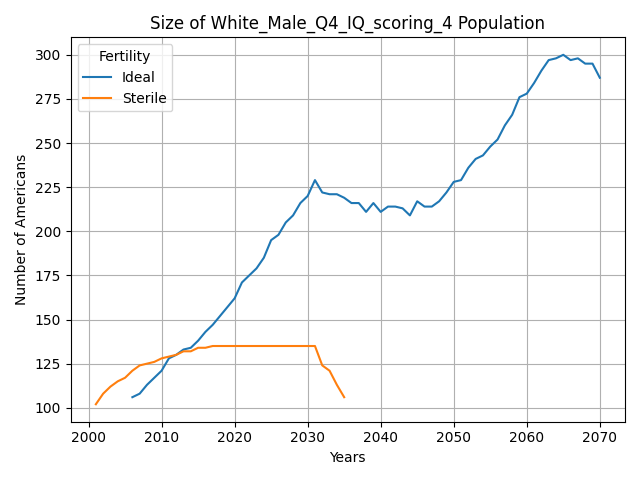 Size of White_Male_Q4_IQ_scoring_4 Population
Fertility
Ideal
Sterile
Number of Americans
300
275
250
225
200
175
150
125
100
2000 2010 2020 2030 2040 2050 2060 2070
Years